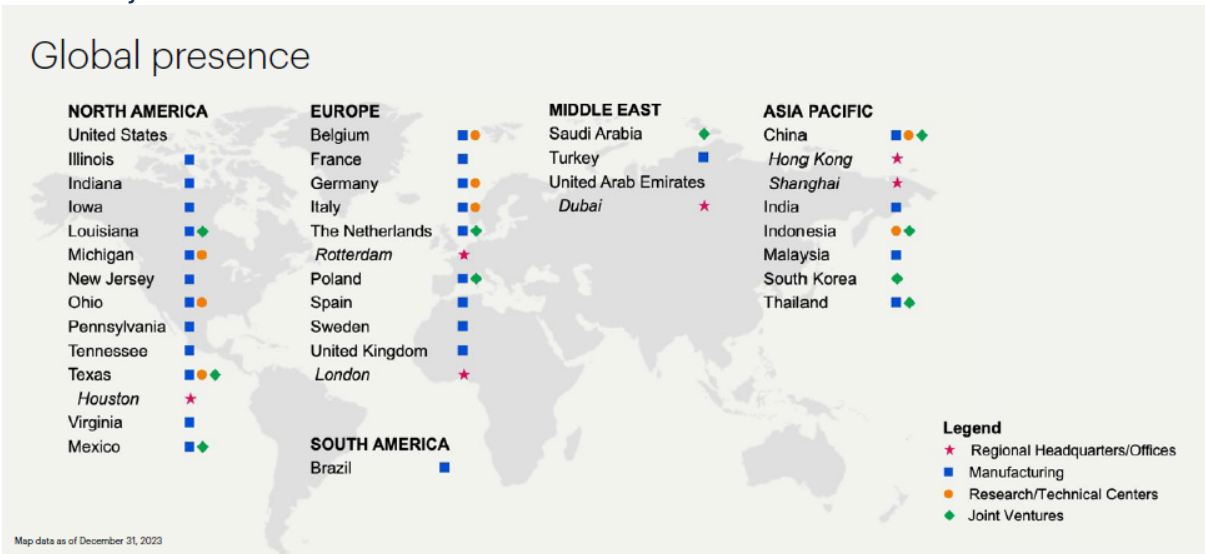 Global presence
NORTH AMERICA
United States
Illinois
Indiana
Iowa
Louisiana
Michigan
New Jersey
Ohio
Pennsylvania
Tennessee
Texas
Houston
Virginia
Mexico
EUROPE
Belgium
France
Germany
Italy
The Netherlands
Rotterdam
Poland
Spain
Sweden
United Kingdom
London
SOUTH AMERICA
Brazil
MIDDLE EAST
Saudi Arabia
Turkey
United Arab Emirates
Dubai
ASIA PACIFIC
China
Hong Kong
Shanghai
India
Indonesia
Malaysia
South Korea
Thailand
Legend
Regional Headquarters/Offices
Manufacturing
Research/Technical Centers
Joint Ventures
Map data as of December 31, 2023